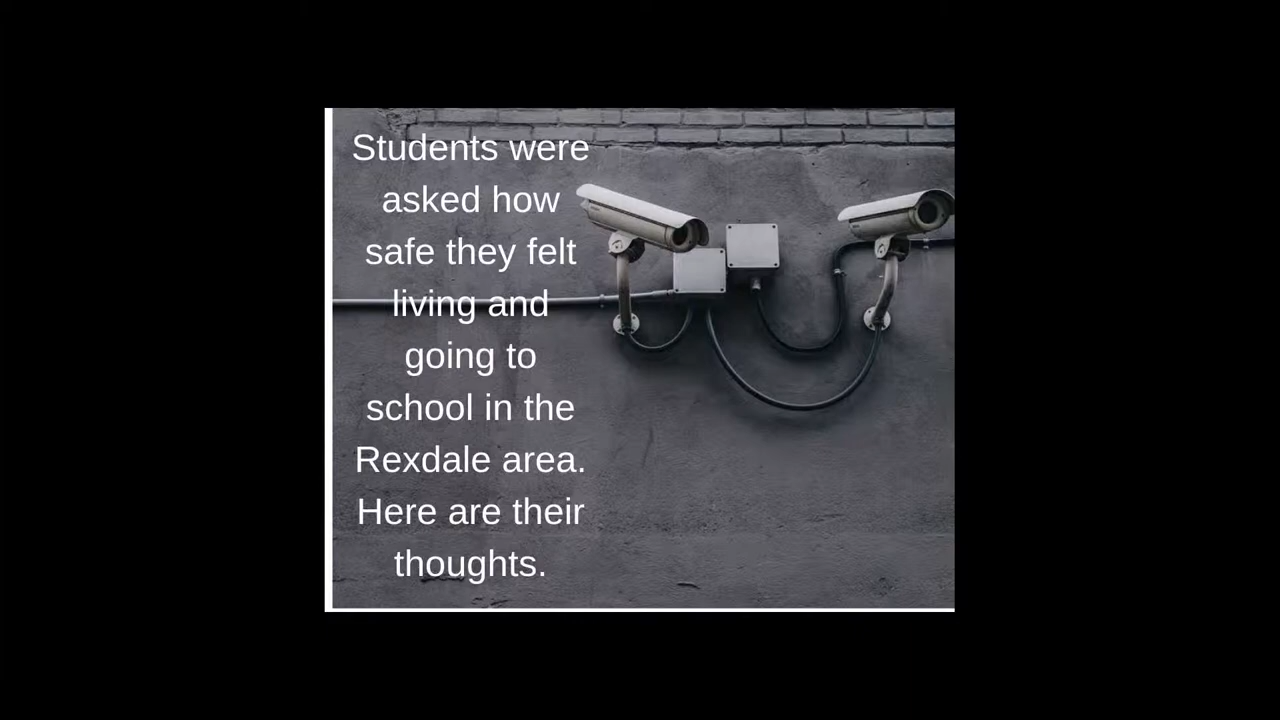 Students were
asked how
safe they felt
living and
going to
school in the
Rexdale area.
Here are their
thoughts.